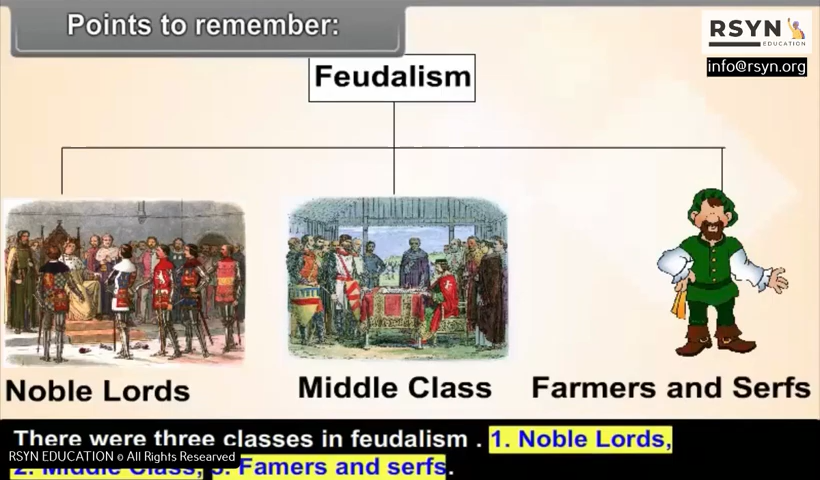 Points to remember:
RSYN
EDUCATION
info@rsyn.org
Feudalism
Noble Lords
Middle Class
Farmers and Serfs
There were three classes in feudalism . 1. Noble Lords,
2. Middle Class, 3. Famers and serfs.
RSYN EDUCATION © All Rights Researved